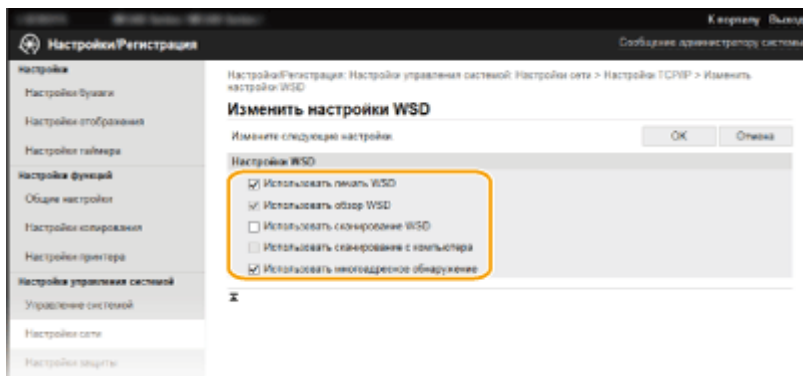 К порталу Выход
Настройки/Регистрация
Сообщение администратору системы
Настройки
Настройки бумаги
Настройки отображения
Настройки таймера
Настройки функций
Общие настройки
Настройки копирования
Настройки принтера
Настройки управления системой
Управление системой
Настройки сети
Настройки защиты
Настройки/Регистрация: Настройки управления системой: Настройки сети > Настройки TCP/IP > Изменить
настройки WSD
Изменить настройки WSD
Измените следующие настройки.
OK Отмена
Настройки WSD
Использовать печать WSD
Использовать обзор WSD
Использовать сканирование WSD
Использовать сканирование с компьютера
Использовать многоадресное обнаружение